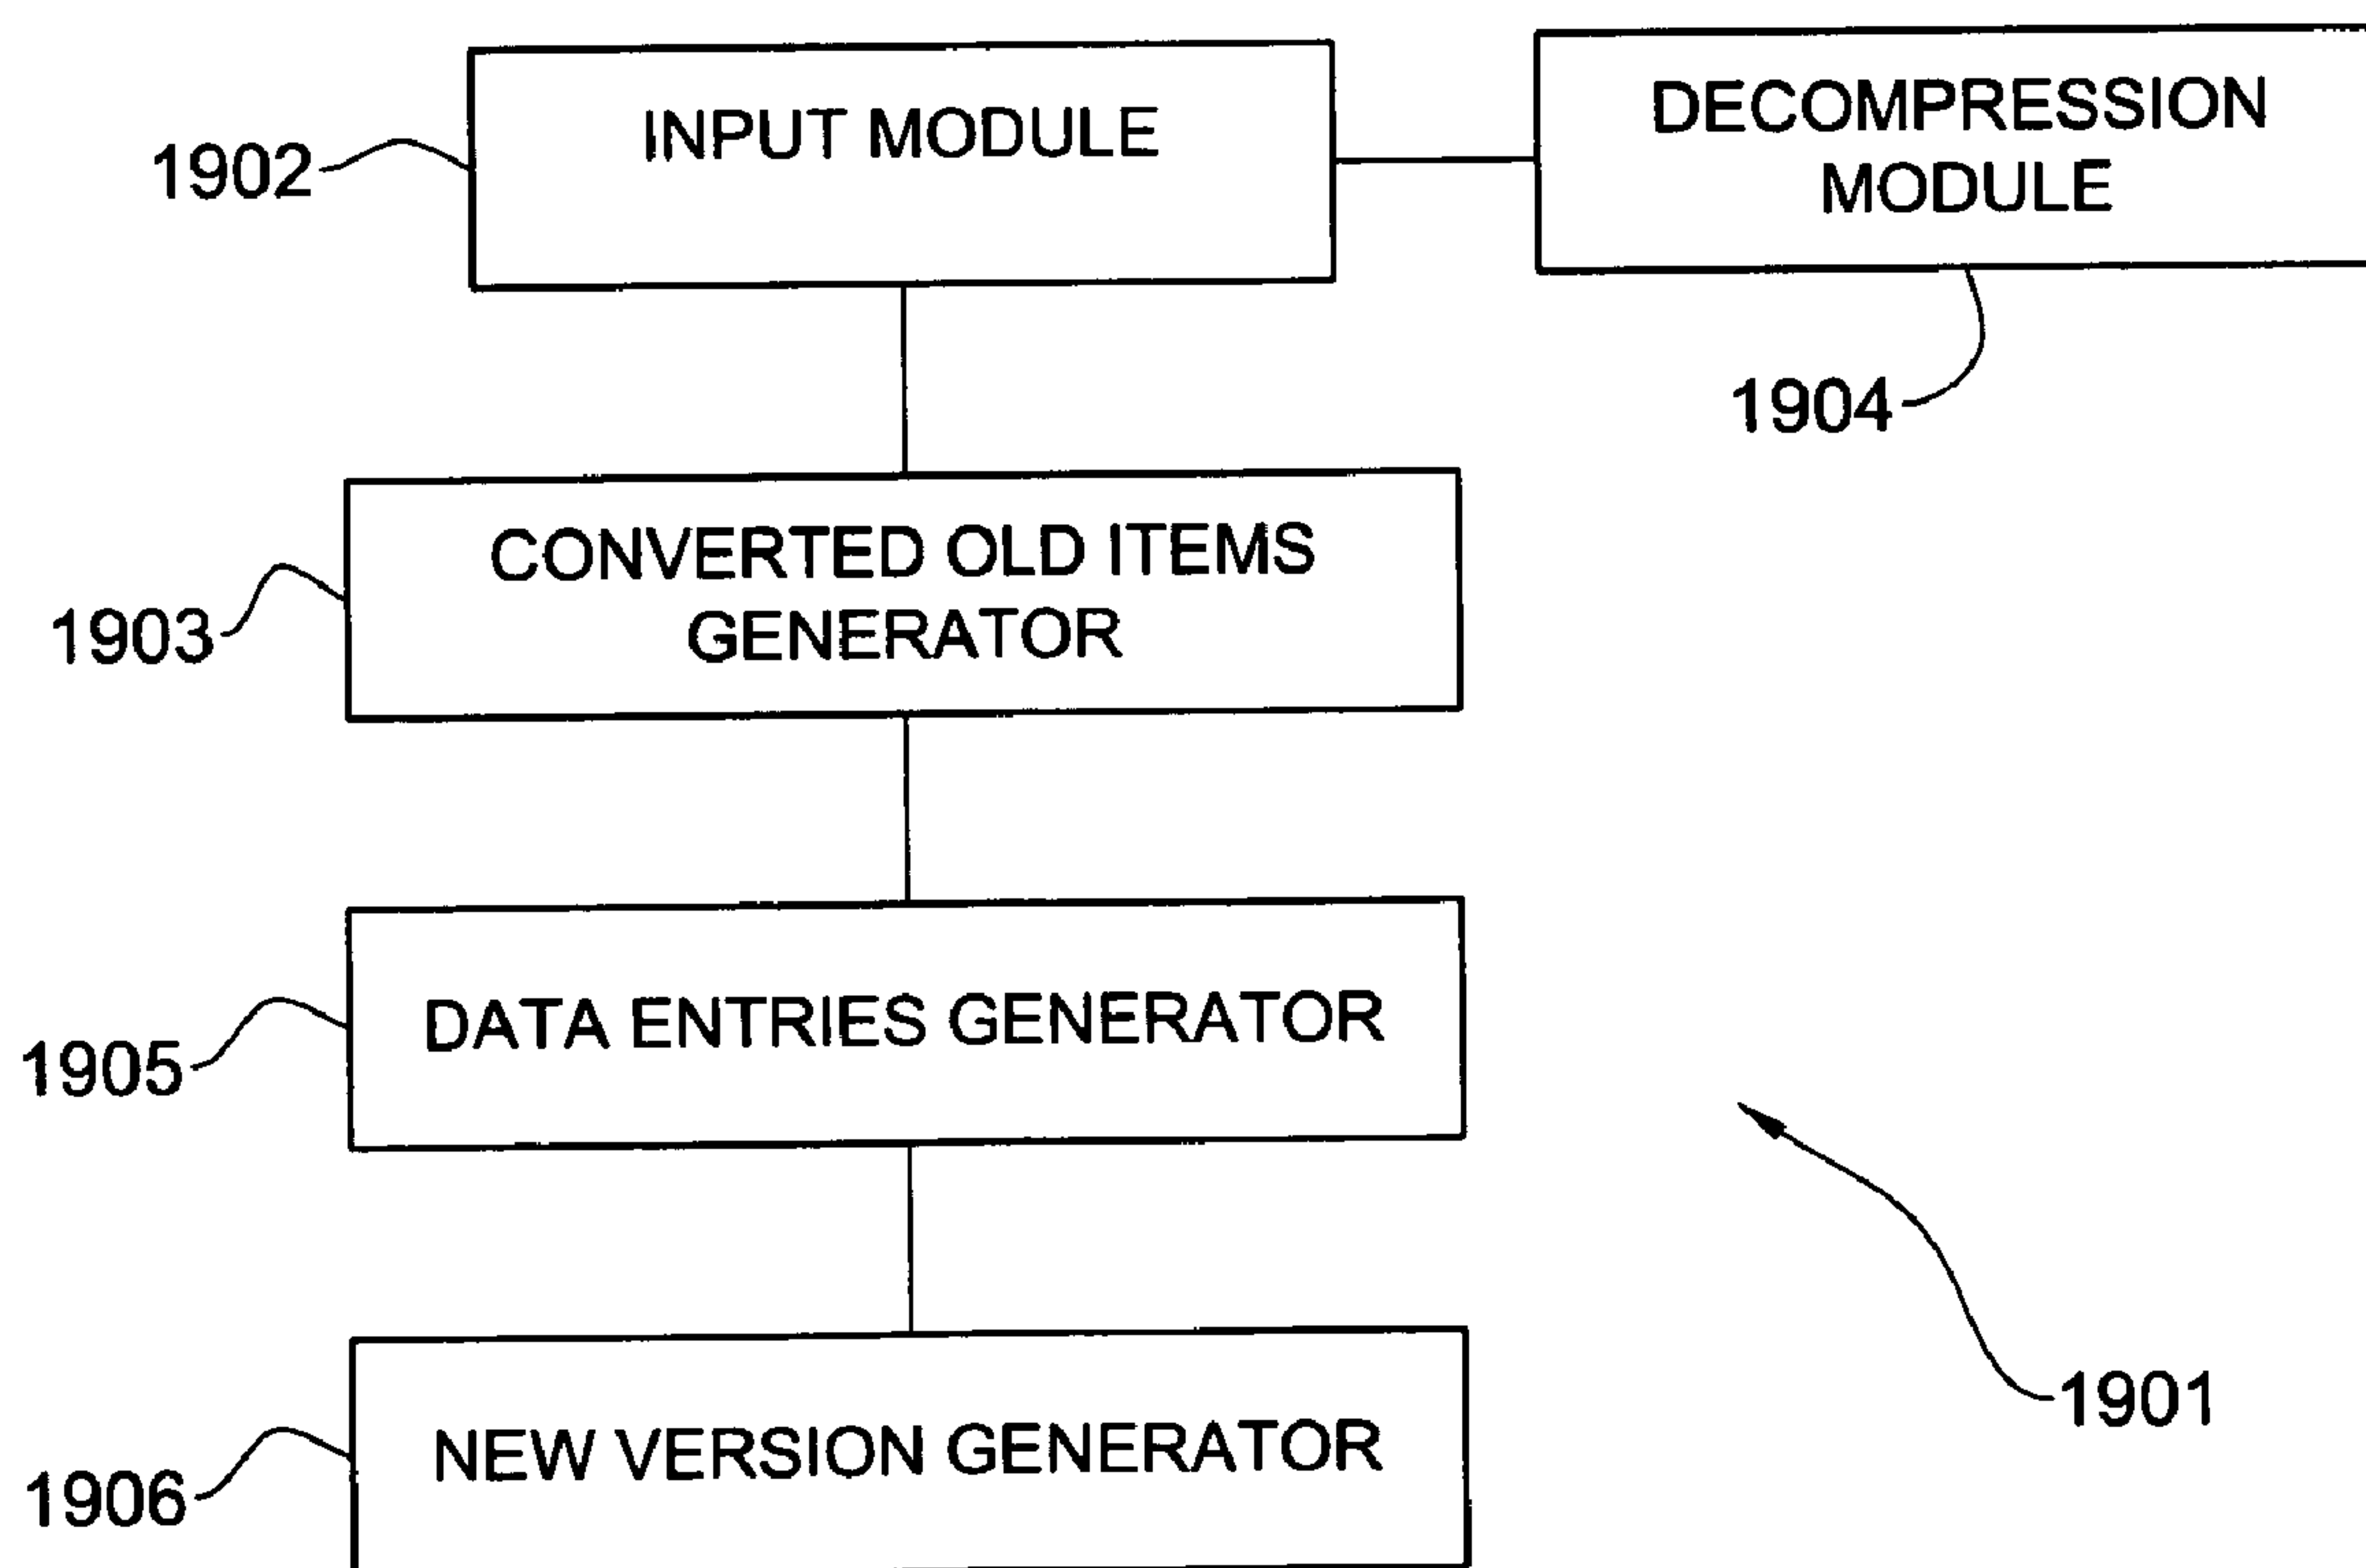 INPUT MODULE
DECOMPRESSION
MODULE
1902
1904
CONVERTED OLD ITEMS
GENERATOR
1903
DATA ENTRIES GENERATOR
1905
1901
NEW VERSION GENERATOR
1906